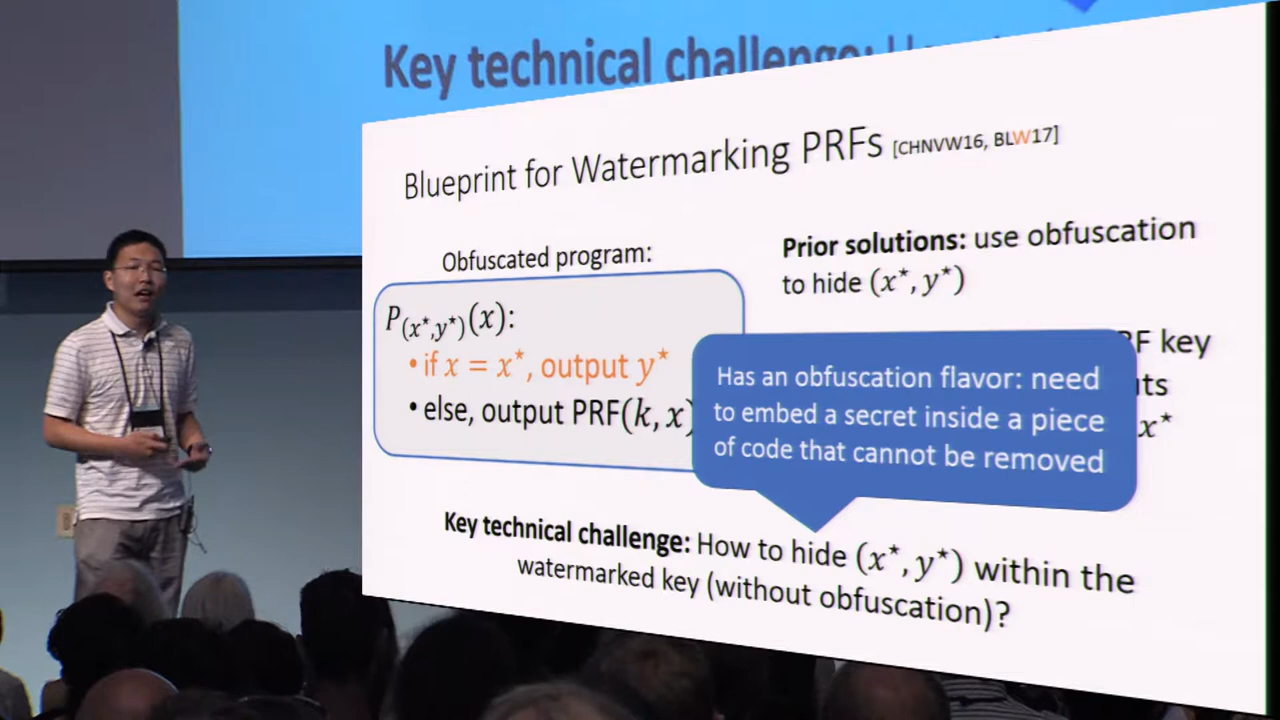 Key technical challenge:
Blueprint for Watermarking PRFs [CHNVW16, BLW17]
Obfuscated program:
P(x*,y*)(x):
• if x = x*, output y*
• else, output PRF(k, x)
Prior solutions: use obfuscation
to hide (x*, y*)
key
x*
Has an obfuscation flavor: need
to embed a secret inside a piece
of code that cannot be removed
Key technical challenge: How to hide (x*, y*) within the
watermarked key (without obfuscation)?